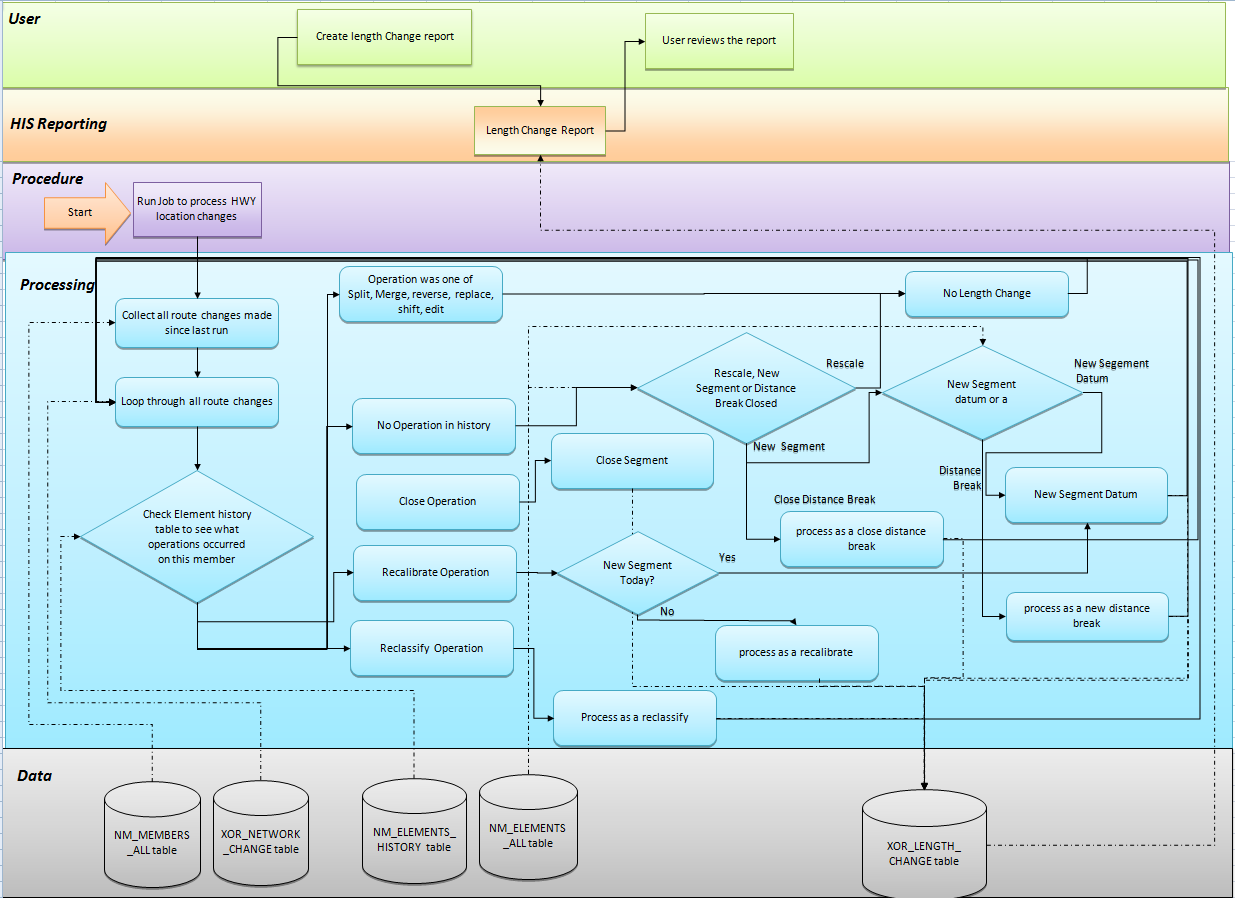 User
Create length Change report
User reviews the report
HIS Reporting
Length Change Report
Procedure
Start
Run Job to process HWY
location changes
Processing
Operation was one of
Split, Merge, reverse, replace,
shift, edit
No Length Change
Collect all route changes made
since last run
Rescale, New
Segment or Distance
Break Closed
Rescale
New Segment
datum or a
New Segement
Datum
Loop through all route changes
No Operation in history
New Segment
Close Segment
Distance
Break
Close Operation
Close Distance Break
New Segment Datum
Check Element history
table to see what
operations occurred
on this member
process as a close distance
break
Recalibrate Operation
New Segment
Today?
Yes
No
process as a new distance
break
Reclassify Operation
process as a recalibrate
Process as a reclassify
Data
NM_MEMBERS
_ALL table
XOR_NETWORK
_CHANGE table
NM_ELEMENTS_
HISTORY table
NM_ELEMENTS
_ALL table
XOR_LENGTH_
CHANGE table